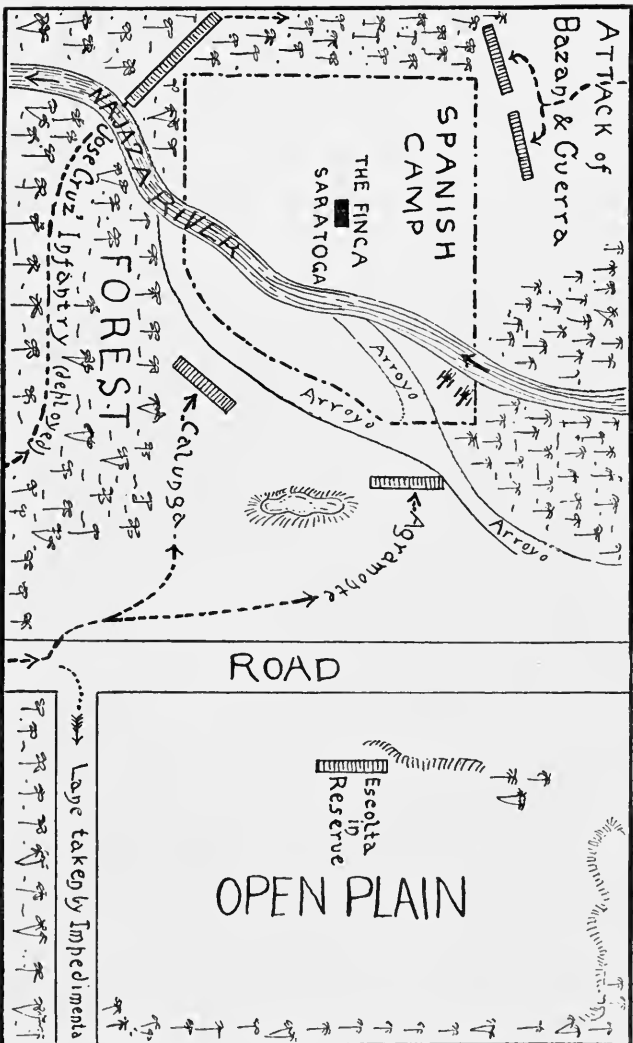 ATTACK of
Bazán & Guerra
SPANISH
CAMP
THE FINCA
SARATOGA
NAJAZA RIVER
Jose Cruz' Infantry (deployed)
FOREST
Arroyo
Arroyo
Arroyo
Calunga
Agramonte
ROAD
Lane taken by Impedimenta
Escolta
in
Reserve
OPEN PLAIN